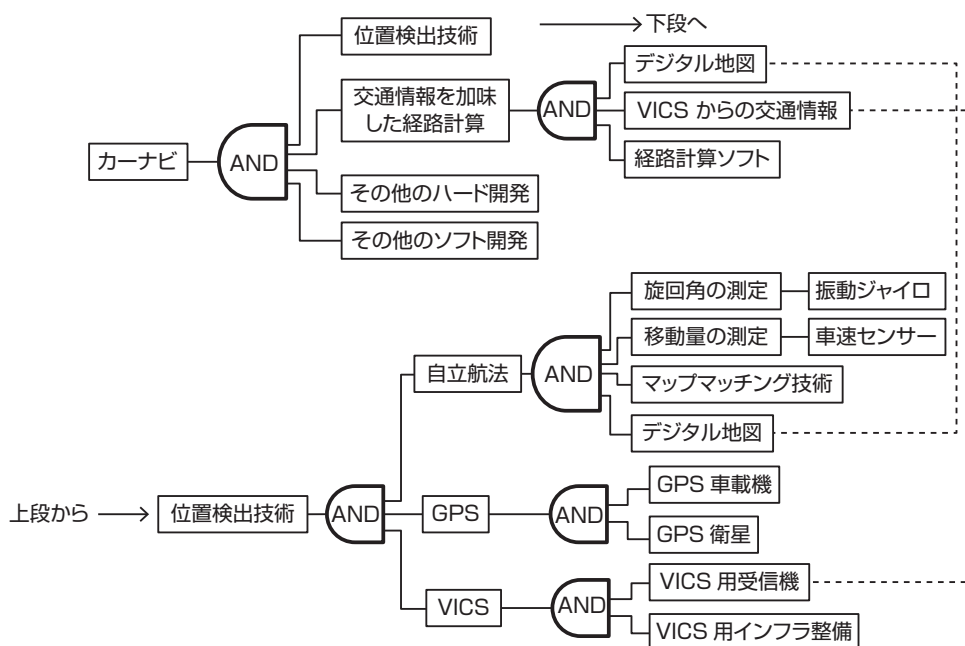 位置検出技術
下段へ
デジタル地図
交通情報を加味
した経路計算
AND
VICS からの交通情報
カーナビ
AND
経路計算ソフト
その他のハード開発
その他のソフト開発
旋回角の測定
振動ジャイロ
移動量の測定
車速センサー
自立航法
AND
マップマッチング技術
デジタル地図
上段から
位置検出技術
AND
GPS
AND
GPS 車載機
GPS 衛星
VICS
AND
VICS 用受信機
VICS 用インフラ整備